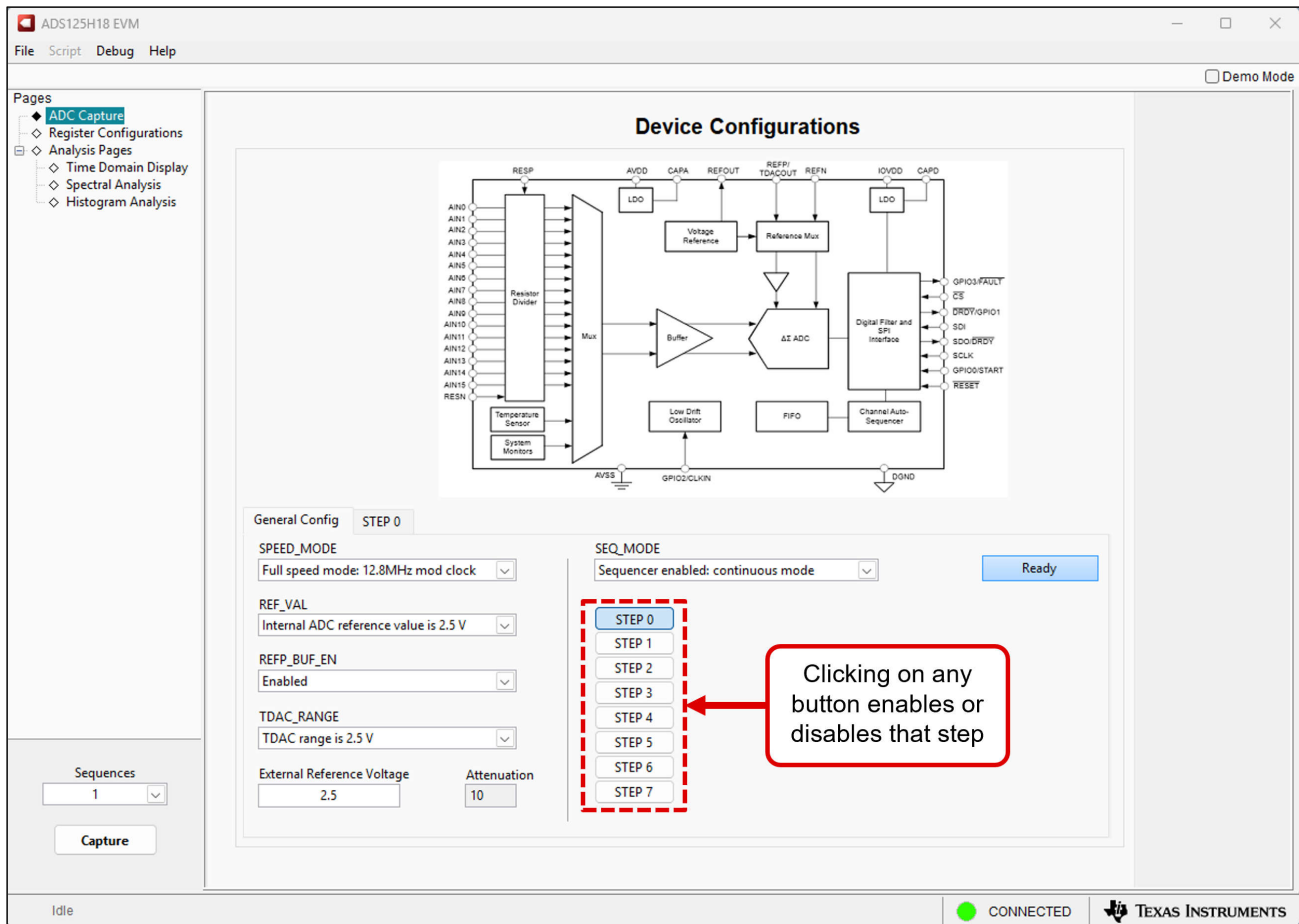 ADS125H18 EVM
File Script Debug Help
Demo Mode
Pages
ADC Capture
Register Configurations
Analysis Pages
Time Domain Display
Spectral Analysis
Histogram Analysis
Device Configurations
RESP
AVDD
CAPA
REFOUT
REFP/
TDACOUT
REFN
IOVDD
CAPD
LDO
LDO
AIN0
AIN1
AIN2
AIN3
AIN4
AIN5
AIN6
AIN7
AIN8
AIN9
AIN10
AIN11
AIN12
AIN13
AIN14
AIN15
RESN
Resistor
Divider
Mux
Voltage
Reference
Reference Mux
Buffer
ΔΣ ADC
Digital Filter and
SPI
Interface
GPIO3/FAULT
CS
DRDY/GPIO1
SDI
SDO/DRDY
SCLK
GPIO0/START
RESET
Temperature
Sensor
System
Monitors
Low Drift
Oscillator
FIFO
Channel Auto-
Sequencer
AVSS
GPIO2/CLKIN
DGND
General Config
STEP 0
SPEED_MODE
Full speed mode: 12.8MHz mod clock
REF_VAL
Internal ADC reference value is 2.5 V
REFP_BUF_EN
Enabled
TDAC_RANGE
TDAC range is 2.5 V
External Reference Voltage
2.5
Attenuation
10
SEQ_MODE
Sequencer enabled: continuous mode
Ready
STEP 0
STEP 1
STEP 2
STEP 3
STEP 4
STEP 5
STEP 6
STEP 7
Clicking on any
button enables or
disables that step
Sequences
1
Capture
Idle
CONNECTED
TEXAS INSTRUMENTS